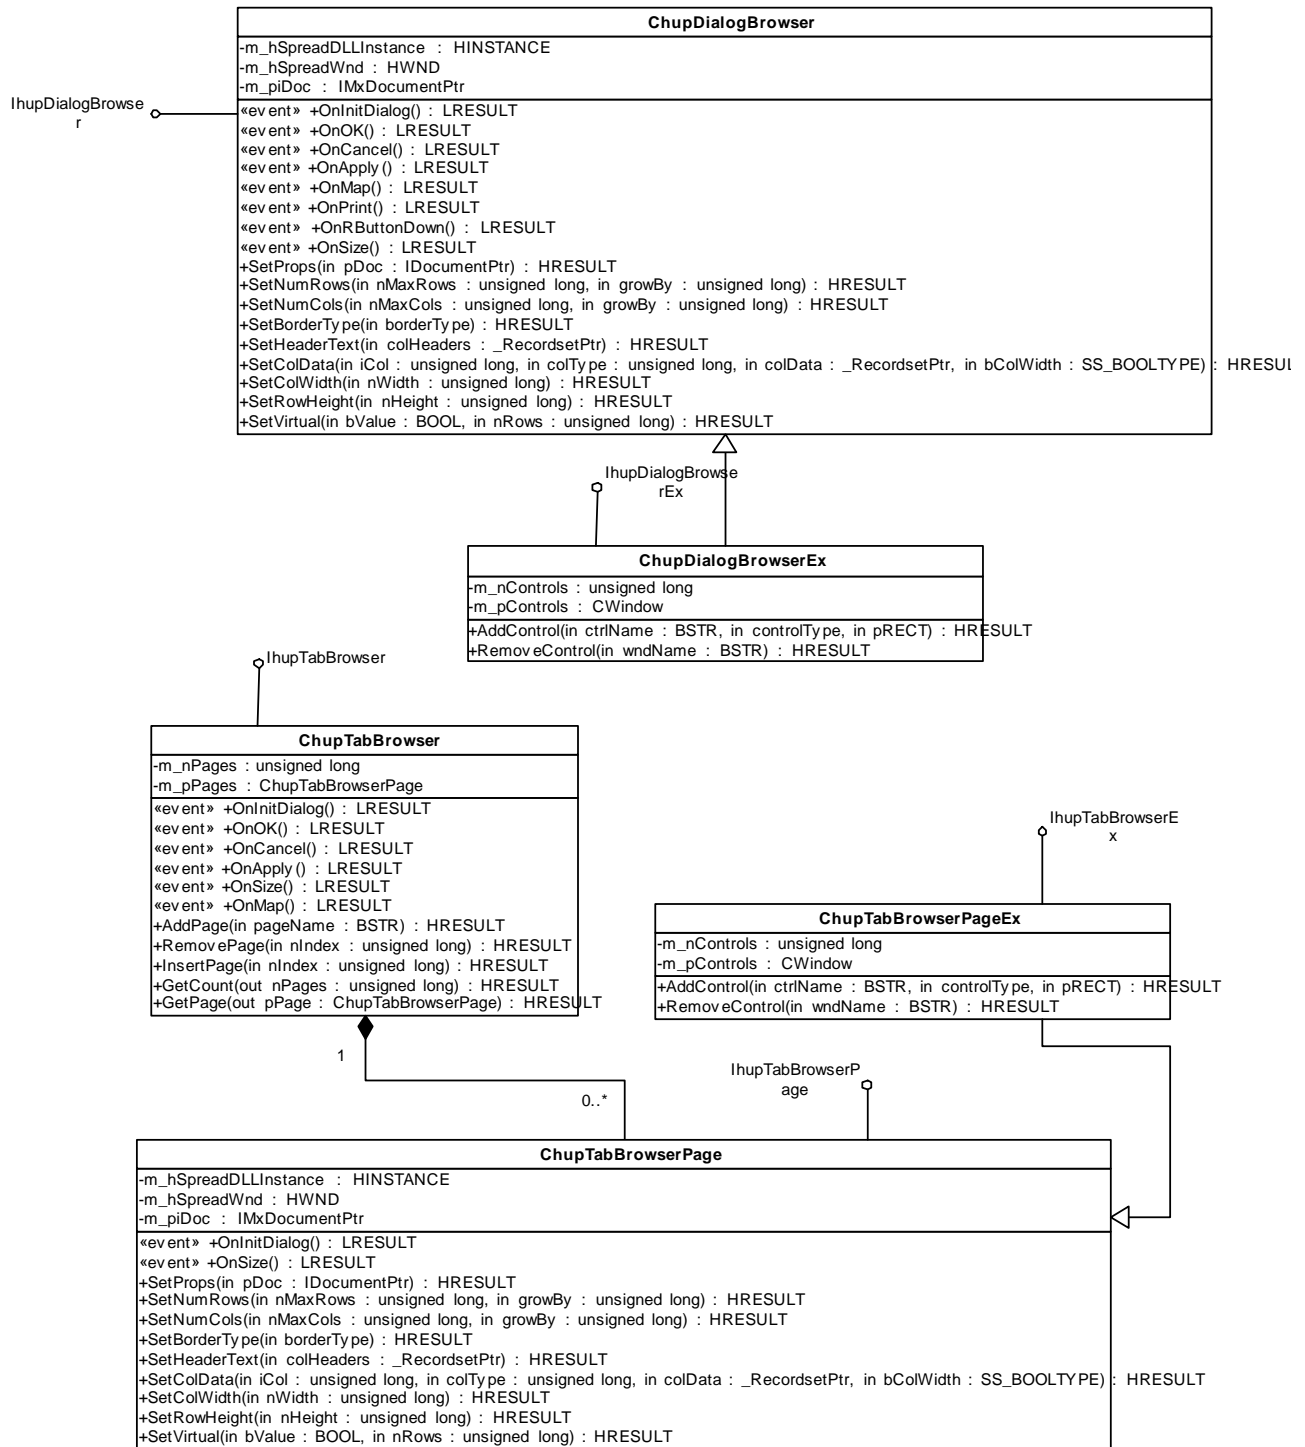 ChupDialogBrowser
-m_hSpreadDLLInstance : HINSTANCE
-m_hSpreadWnd : HWND
-m_piDoc : IMxDocumentPtr
IhupDialogBrowse
r
«event» +OnInitDialog() : LRESULT
«event» +OnOK() : LRESULT
«event» +OnCancel() : LRESULT
«event» +OnApply() : LRESULT
«event» +OnMap() : LRESULT
«event» +OnPrint() : LRESULT
«event» +OnRButtonDown() : LRESULT
«event» +OnSize() : LRESULT
+SetProps(in pDoc : IDocumentPtr) : HRESULT
+SetNumRows(in nMaxRows : unsigned long, in growBy : unsigned long) : HRESULT
+SetNumCols(in nMaxCols : unsigned long, in growBy : unsigned long) : HRESULT
+SetBorderType(in borderType) : HRESULT
+SetHeaderText(in colHeaders : _RecordsetPtr) : HRESULT
+SetColData(in iCol : unsigned long, in colType : unsigned long, in colData : _RecordsetPtr, in bColWidth : SS_BOOLTYPE) : HRESUL
+SetColWidth(in nWidth : unsigned long) : HRESULT
+SetRowHeight(in nHeight : unsigned long) : HRESULT
+SetVirtual(in bValue : BOOL, in nRows : unsigned long) : HRESULT
IhupDialogBrowse
rEx
ChupDialogBrowserEx
-m_nControls : unsigned long
-m_pControls : CWindow
+AddControl(in ctrlName : BSTR, in controlType, in pRECT) : HRESULT
+RemoveControl(in wndName : BSTR) : HRESULT
IhupTabBrowser
ChupTabBrowser
-m_nPages : unsigned long
-m_pPages : ChupTabBrowserPage
«event» +OnInitDialog() : LRESULT
«event» +OnOK() : LRESULT
«event» +OnCancel() : LRESULT
«event» +OnApply() : LRESULT
«event» +OnSize() : LRESULT
«event» +OnMap() : LRESULT
+AddPage(in pageName : BSTR) : HRESULT
+RemovePage(in nIndex : unsigned long) : HRESULT
+InsertPage(in nIndex : unsigned long) : HRESULT
+GetCount(out nPages : unsigned long) : HRESULT
+GetPage(out pPage : ChupTabBrowserPage) : HRESULT
IhupTabBrowserE
x
ChupTabBrowserPageEx
-m_nControls : unsigned long
-m_pControls : CWindow
+AddControl(in ctrlName : BSTR, in controlType, in pRECT) : HRESULT
+RemoveControl(in wndName : BSTR) : HRESULT
1
0..*
IhupTabBrowserP
age
ChupTabBrowserPage
-m_hSpreadDLLInstance : HINSTANCE
-m_hSpreadWnd : HWND
-m_piDoc : IMxDocumentPtr
«event» +OnInitDialog() : LRESULT
«event» +OnSize() : LRESULT
+SetProps(in pDoc : IDocumentPtr) : HRESULT
+SetNumRows(in nMaxRows : unsigned long, in growBy : unsigned long) : HRESULT
+SetNumCols(in nMaxCols : unsigned long, in growBy : unsigned long) : HRESULT
+SetBorderType(in borderType) : HRESULT
+SetHeaderText(in colHeaders : _RecordsetPtr) : HRESULT
+SetColData(in iCol : unsigned long, in colType : unsigned long, in colData : _RecordsetPtr, in bColWidth : SS_BOOLTYPE) : HRESULT
+SetColWidth(in nWidth : unsigned long) : HRESULT
+SetRowHeight(in nHeight : unsigned long) : HRESULT
+SetVirtual(in bValue : BOOL, in nRows : unsigned long) : HRESULT